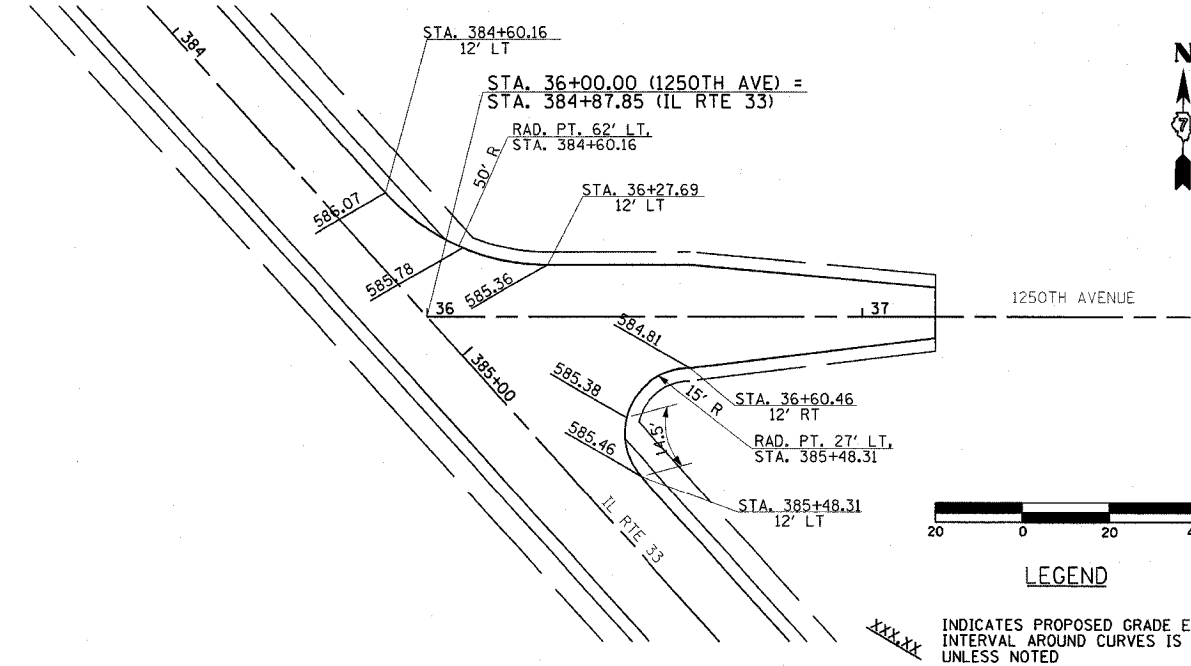 384
STA. 384+60.16
12' LT
STA. 36+00.00 (1250TH AVE) =
STA. 384+87.85 (IL RTE 33)
N
7
50' R
RAD. PT. 62' LT,
STA. 384+60.16
STA. 36+27.69
12' LT
586.07
585.78
585.36
36
37
1250TH AVENUE
584.81
385+00
585.38
15' R
STA. 36+60.46
12' RT
585.46
14.5'
RAD. PT. 27' LT,
STA. 385+48.31
STA. 385+48.31
12' LT
IL RTE 33
20 0 20
LEGEND
XXX.XX
INDICATES PROPOSED GRADE
INTERVAL AROUND CURVES IS
UNLESS NOTED